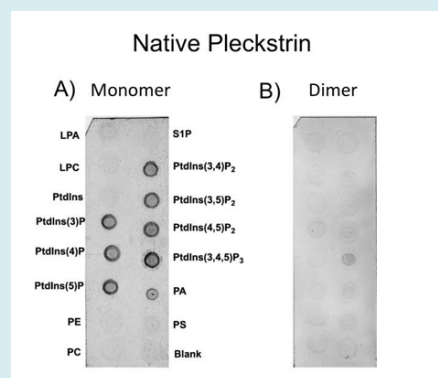 Native Pleckstrin
A) Monomer
B) Dimer
LPA
S1P
LPC
PtdIns(3,4)P₂
PtdIns
PtdIns(3,5)P₂
PtdIns(3)P
PtdIns(4,5)P₂
PtdIns(4)P
PtdIns(3,4,5)P₃
PtdIns(5)P
PA
PE
PS
PC
Blank